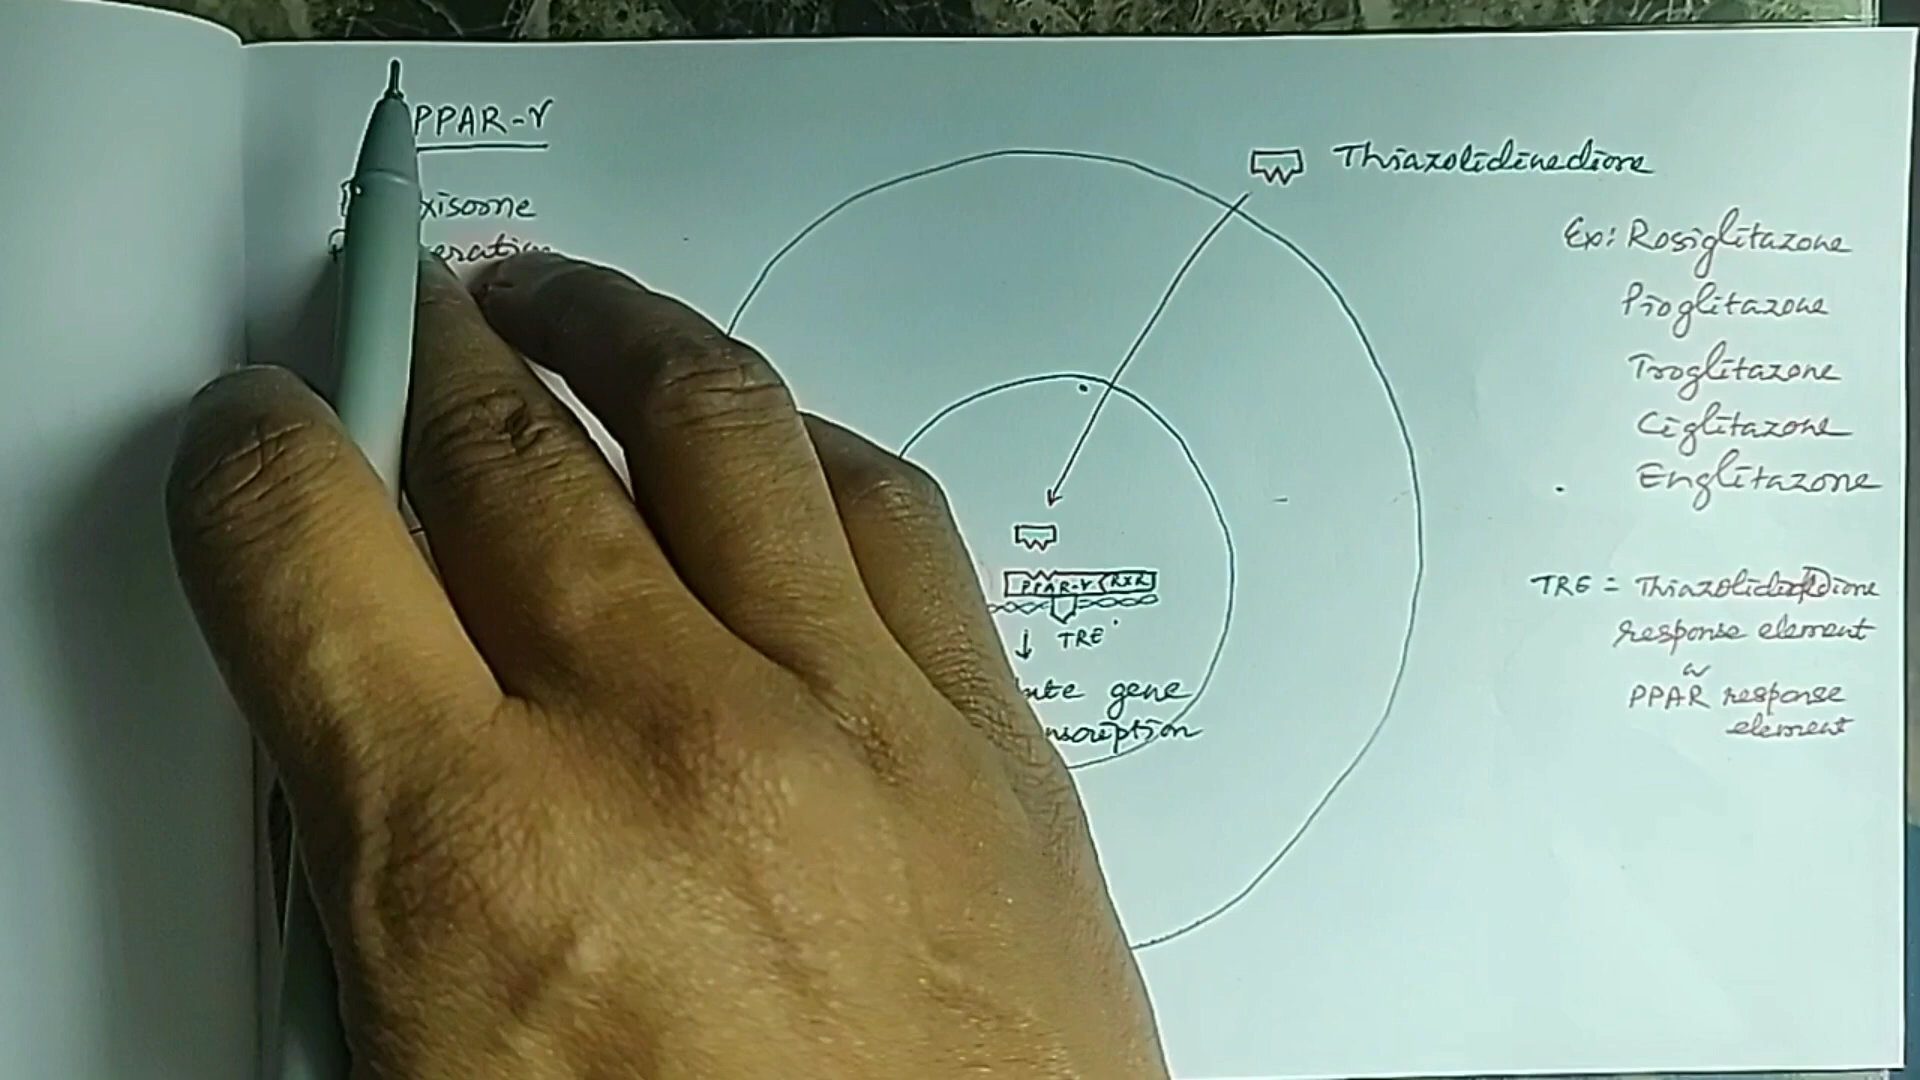 PPAR-γ
Thiazolidinedione
Ex: Rosiglitazone
Pioglitazone
Troglitazone
Ciglitazone
Englitazone
PPAR-γ RXR
TRE
gene
TRE = Thiazolidinedione
response element
or
PPAR response
element